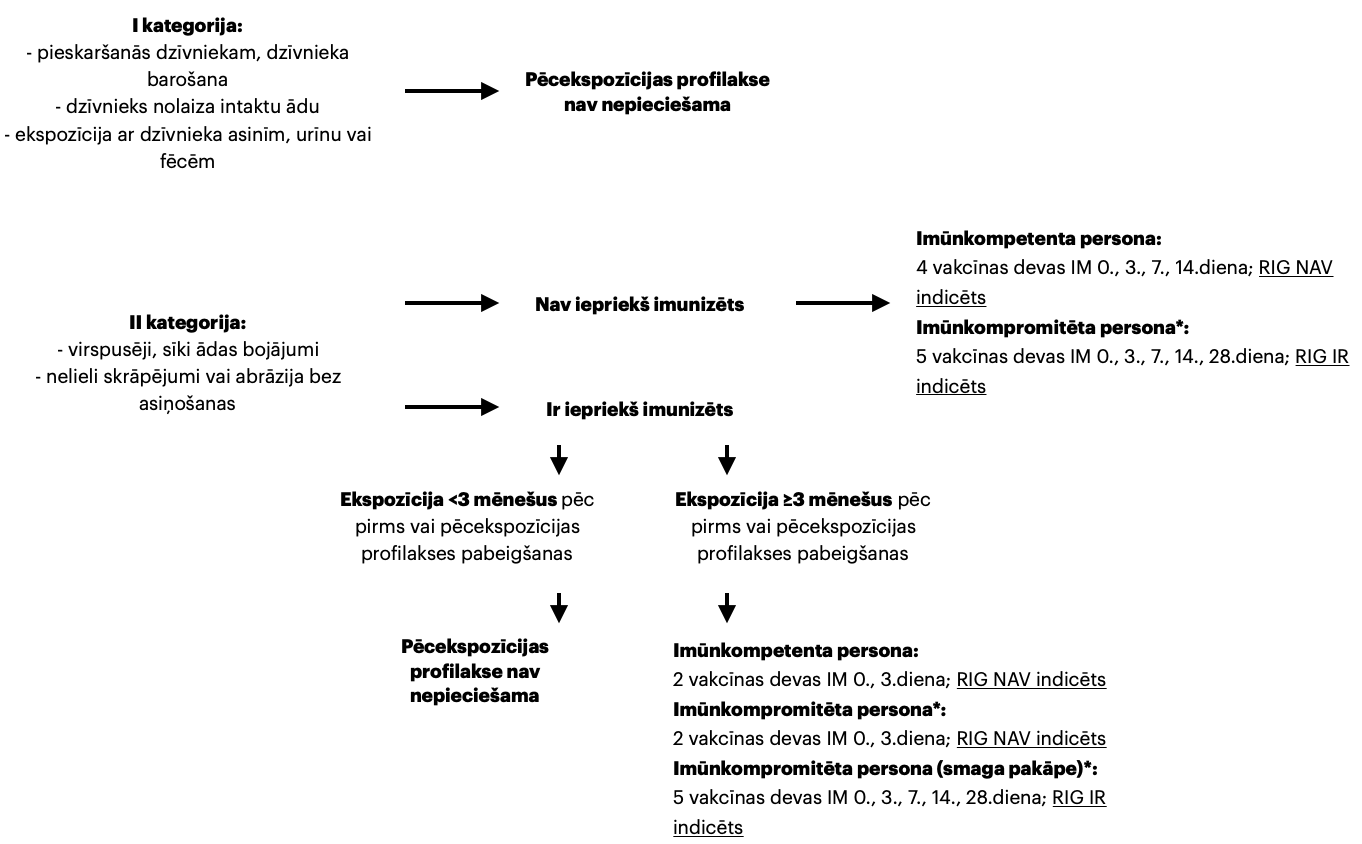 I kategorija:
- pieskaršanās dzīvniekam, dzīvnieka
barošana
- dzīvnieks nolaiza intaktu ādu
- ekspozīcija ar dzīvnieka asinīm, urīnu vai
fēcēm
Pēcekspozīcijas profilakse
nav nepieciešama
II kategorija:
- virspusēji, sīki ādas bojājumi
- nelieli skrāpējumi vai abrāzija bez
asiņošanas
Nav iepriekš imunizēts
Imūnkompetenta persona:
4 vakcīnas devas IM 0., 3., 7., 14.diena; RIG NAV
indicēts
Imūnkompromitēta persona*:
5 vakcīnas devas IM 0., 3., 7., 14., 28.diena; RIG IR
indicēts
Ir iepriekš imunizēts
Ekspozīcija <3 mēnešus pēc
pirms vai pēcekspozīcijas
profilakses pabeigšanas
Pēcekspozīcijas
profilakse nav
nepieciešama
Ekspozīcija ≥3 mēnešus pēc
pirms vai pēcekspozīcijas
profilakses pabeigšanas
Imūnkompetenta persona:
2 vakcīnas devas IM 0., 3.diena; RIG NAV indicēts
Imūnkompromitēta persona*:
2 vakcīnas devas IM 0., 3.diena; RIG NAV indicēts
Imūnkompromitēta persona (smaga pakāpe)*:
5 vakcīnas devas IM 0., 3., 7., 14., 28.diena; RIG IR
indicēts